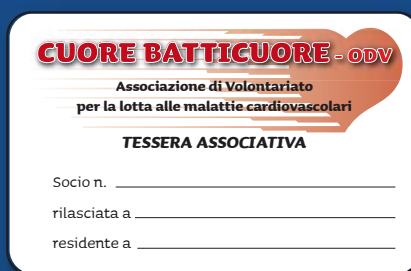 CUORE BATTICUORE - ODV
Associazione di Volontariato
per la lotta alle malattie cardiovascolari
TESSERA ASSOCIATIVA
Socio n.
rilasciata a
residente a